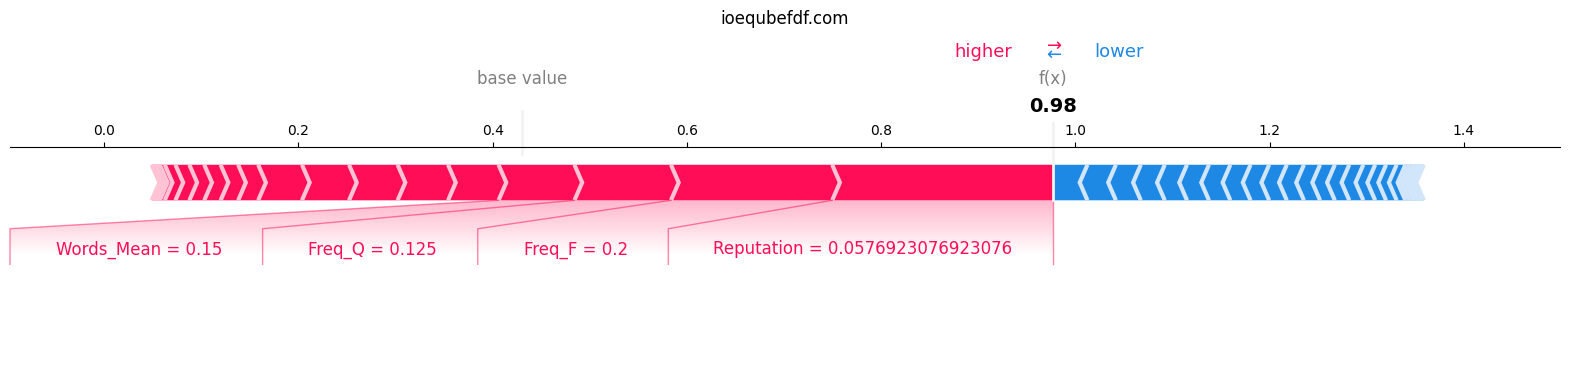 ioequbefdf.com
higher ⇄ lower
base value f(x)
0.98
0.0 0.2 0.4 0.6 0.8 1.0 1.2 1.4
Words_Mean = 0.15 Freq_Q = 0.125 Freq_F = 0.2 Reputation = 0.0576923076923076